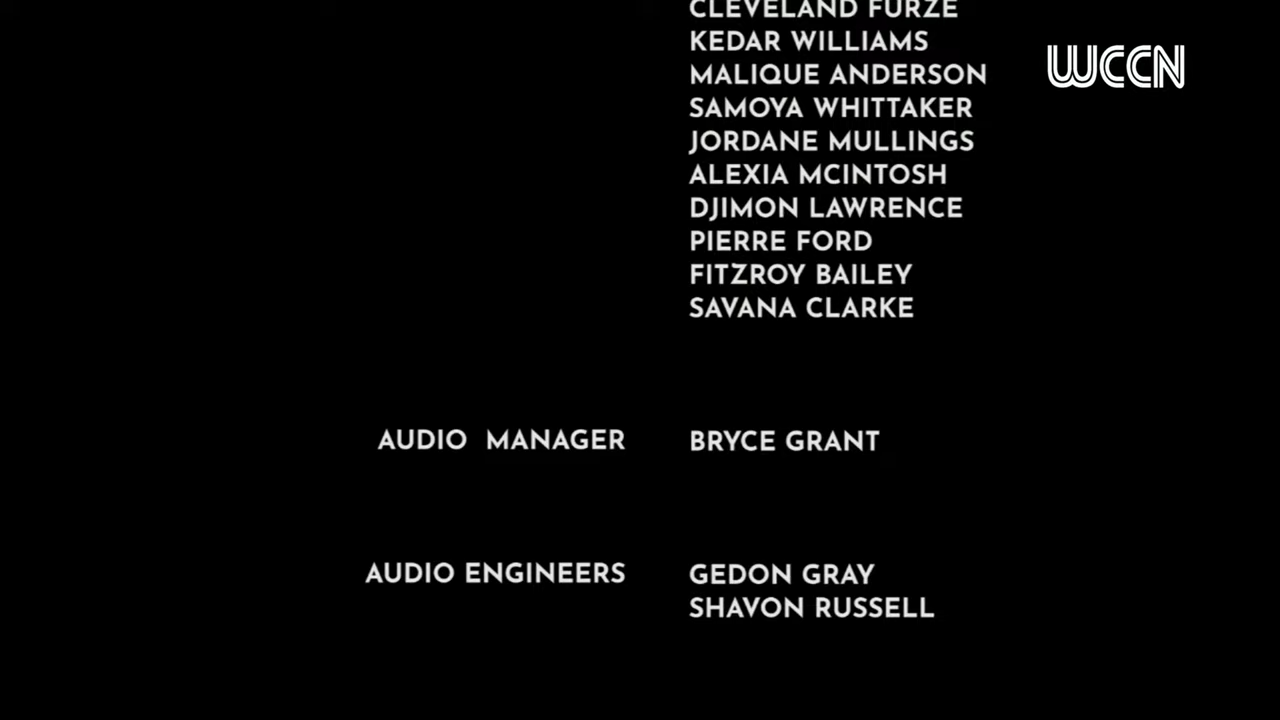 CLEVELAND FURZE
KEDAR WILLIAMS
WCCN
MALIQUE ANDERSON
SAMOYA WHITTAKER
JORDANE MULLINGS
ALEXIA MCINTOSH
DJIMON LAWRENCE
PIERRE FORD
FITZROY BAILEY
SAVANA CLARKE
AUDIO  MANAGER BRYCE GRANT
AUDIO ENGINEERS GEDON GRAY
SHAVON RUSSELL